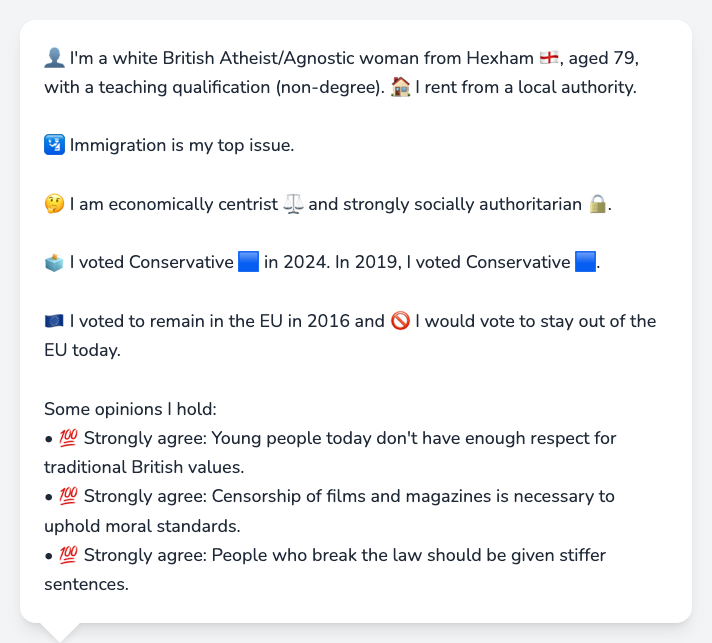 👤 I'm a white British Atheist/Agnostic woman from Hexham 🏴󠁧󠁢󠁥󠁮󠁧󠁿, aged 79,
with a teaching qualification (non-degree). 🏠 I rent from a local authority.
🛂 Immigration is my top issue.
🤔 I am economically centrist ⚖️ and strongly socially authoritarian 🔒.
🗳️ I voted Conservative 🟦 in 2024. In 2019, I voted Conservative 🟦.
🇪🇺 I voted to remain in the EU in 2016 and 🚫 I would vote to stay out of the
EU today.
Some opinions I hold:
• 💯 Strongly agree: Young people today don't have enough respect for
traditional British values.
• 💯 Strongly agree: Censorship of films and magazines is necessary to
uphold moral standards.
• 💯 Strongly agree: People who break the law should be given stiffer
sentences.